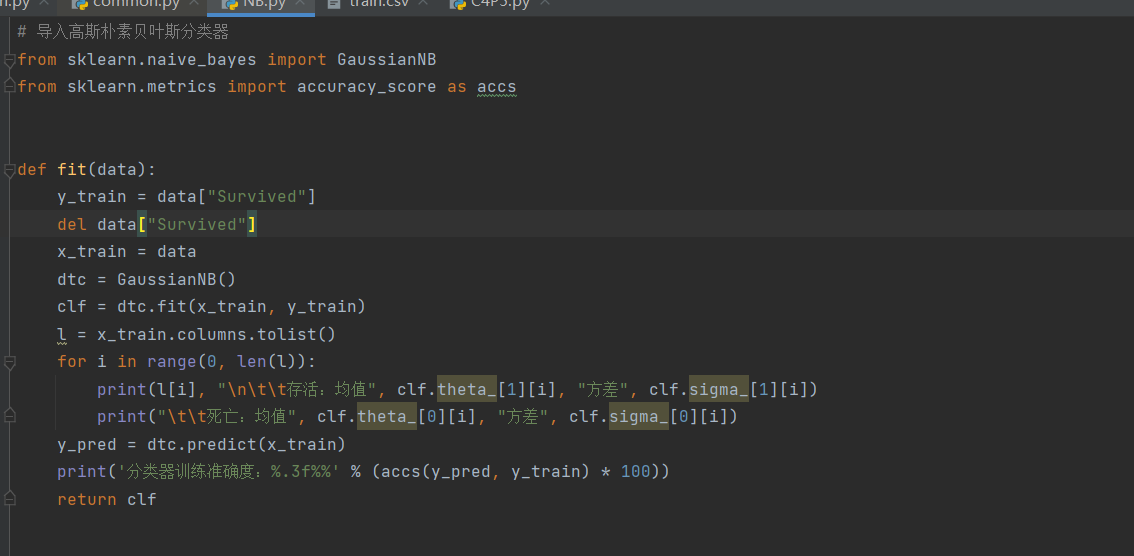 common.py
NB.py
train.csv
C4P5.py
# 导入高斯朴素贝叶斯分类器
from sklearn.naive_bayes import GaussianNB
from sklearn.metrics import accuracy_score as accs
def fit(data):
    y_train = data["Survived"]
    del data["Survived"]
    x_train = data
    dtc = GaussianNB()
    clf = dtc.fit(x_train, y_train)
    l = x_train.columns.tolist()
    for i in range(0, len(l)):
        print(l[i], "\n\t\t存活：均值", clf.theta_[1][i], "方差", clf.sigma_[1][i])
        print("\t\t死亡：均值", clf.theta_[0][i], "方差", clf.sigma_[0][i])
    y_pred = dtc.predict(x_train)
    print('分类器训练准确度：%.3f%%' % (accs(y_pred, y_train) * 100))
    return clf